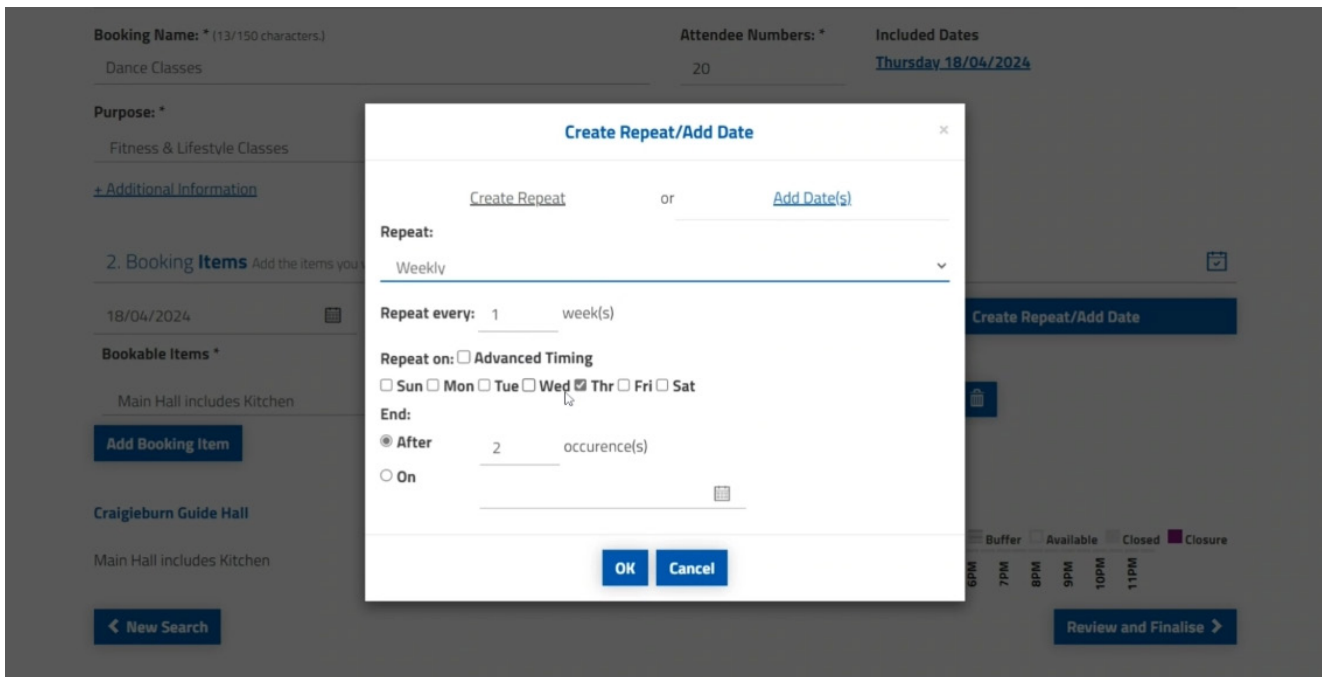 Booking Name: * (13/150 characters.)
Attendee Numbers: *
Included Dates
Dance Classes
20
Thursday 18/04/2024
Purpose: *
Fitness & Lifestyle Classes
+ Additional Information
Create Repeat/Add Date
×
Create Repeat or Add Date(s)
Repeat:
Weekly
Repeat every: 1 week(s)
Repeat on: Advanced Timing
Sun Mon Tue Wed Thr Fri Sat
End:
After 2 occurence(s)
On
OK Cancel
2. Booking Items Add the items you
18/04/2024
Create Repeat/Add Date
Bookable Items *
Main Hall includes Kitchen
Add Booking Item
Craigieburn Guide Hall
Buffer Available Closed Closure
Main Hall includes Kitchen
6PM 7PM 8PM 9PM 10PM 11PM
New Search
Review and Finalise